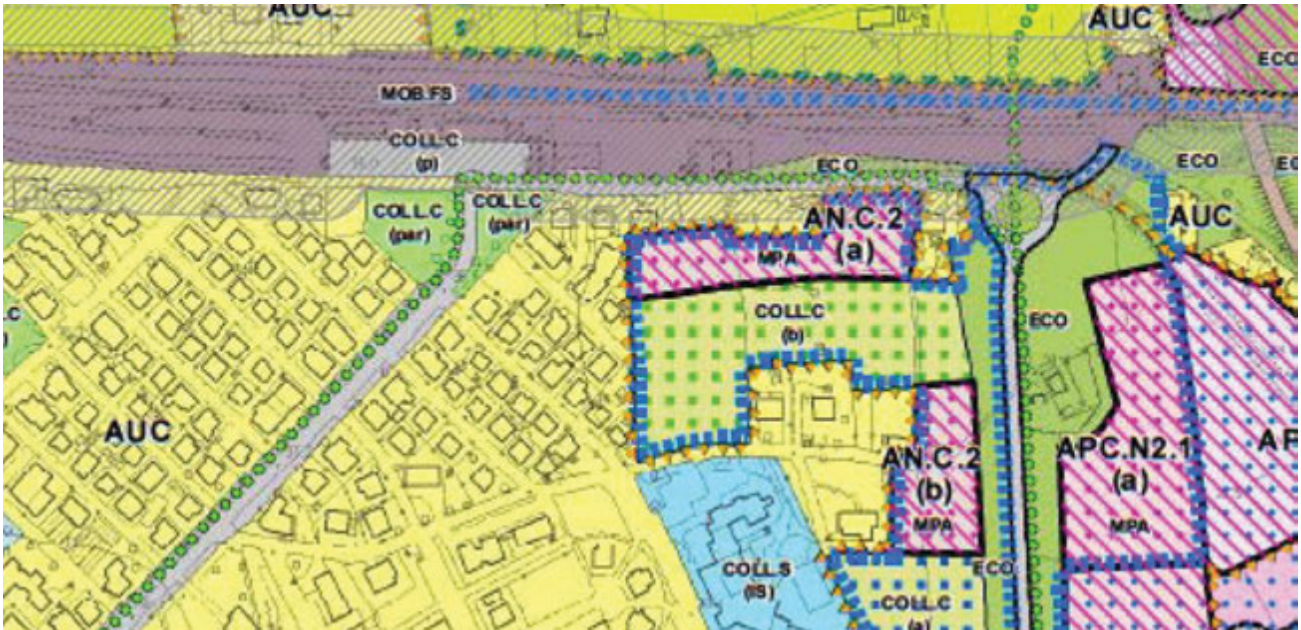 AUC
AUC
S
ECO
MOB.FS
COLL.C
(p)
ECO
ECO
COLL.C
(par)
COLL.C
(par)
AN.C.2
(a)
MPA
AUC
COLL.C
(b)
ECO
AUC
AN.C.2
(b)
MPA
APC.N2.1
(a)
MPA
AP
COLL.S
(IS)
ECO
COLL.C
(a)